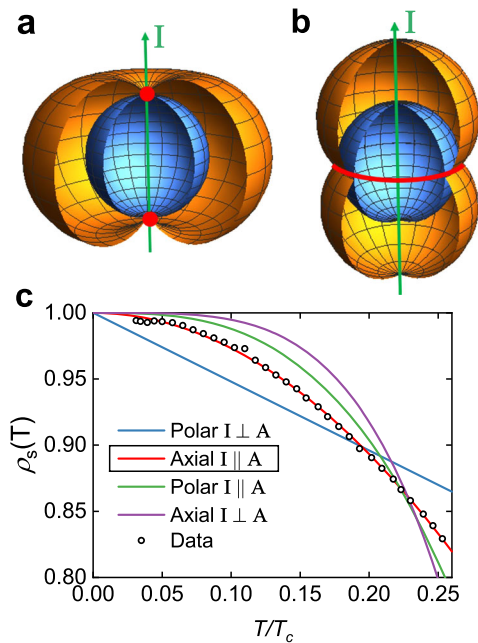 a
I
b
I
c
1.00
0.95
0.90
0.85
0.80
ρs(T)
Polar I ⊥ A
Axial I ∥ A
Polar I ∥ A
Axial I ⊥ A
Data
0.00 0.05 0.10 0.15 0.20 0.25
T/Tc